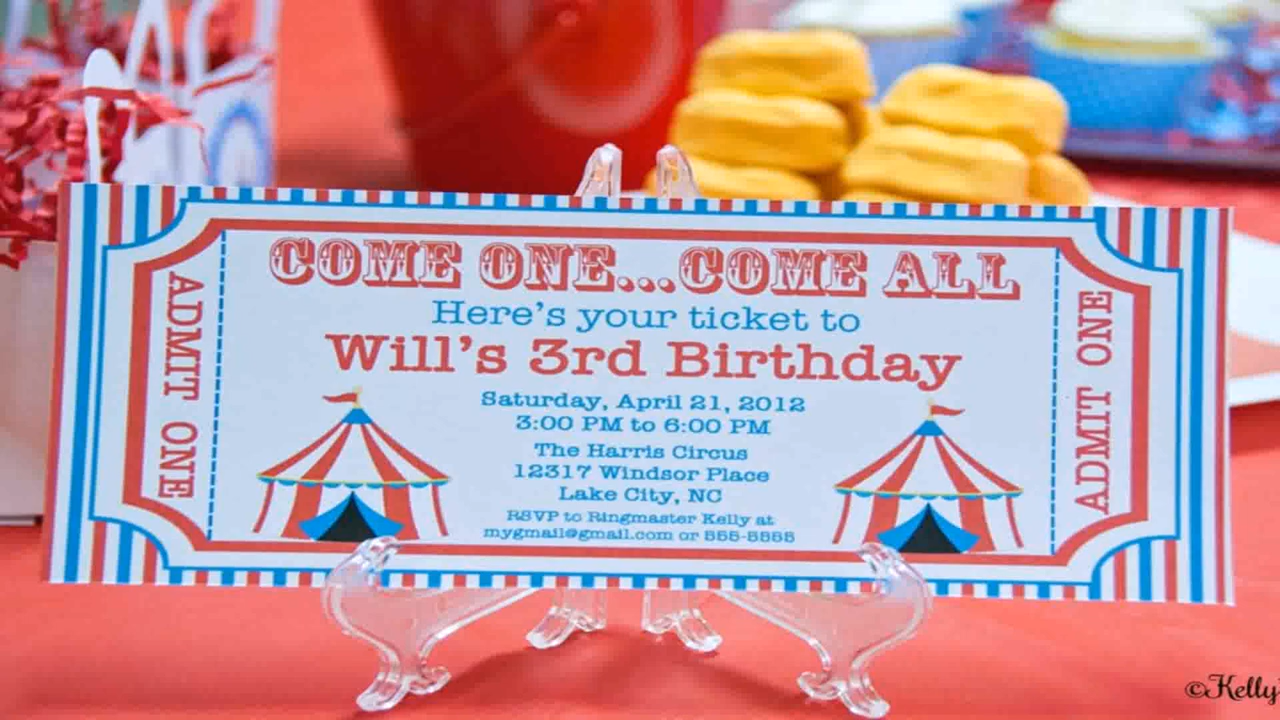 COME ONE...COME ALL
Here's your ticket to
Will's 3rd Birthday
Saturday, April 21, 2012
3:00 PM to 6:00 PM
The Harris Circus
12317 Windsor Place
Lake City, NC
RSVP to Ringmaster Kelly at
mygmail@gmail.com or 555-5555
ADMIT ONE
ADMIT ONE
©Kelly